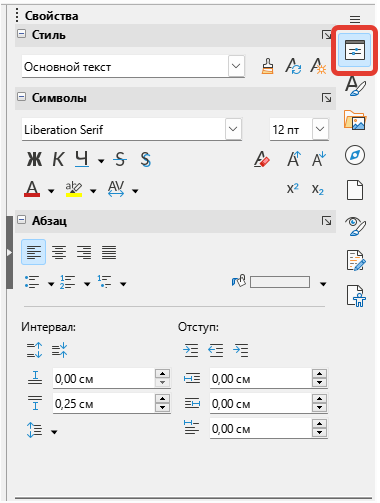 Свойства
Стиль
Основной текст
Символы
Liberation Serif
12 пт
Ж К Ч S S
A ab AV
x² x₂
Абзац
Интервал: Отступ:
0,00 см 0,00 см
0,25 см 0,00 см
0,00 см